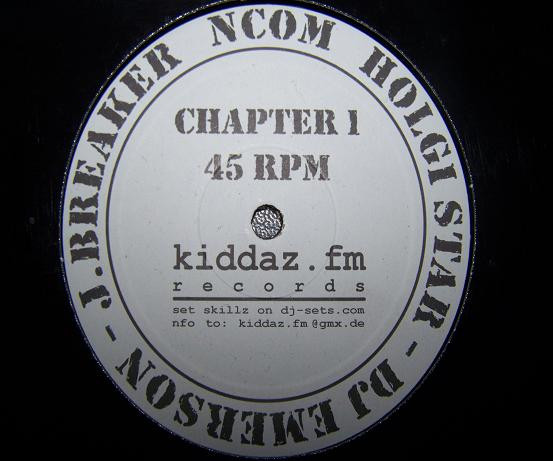 J.BREAKER NCOM HOLGI STAR - DJ EMERSON -
CHAPTER 1
45 RPM
kiddaz.fm
records
set skillz on dj-sets.com
nfo to: kiddaz.fm@gmx.de